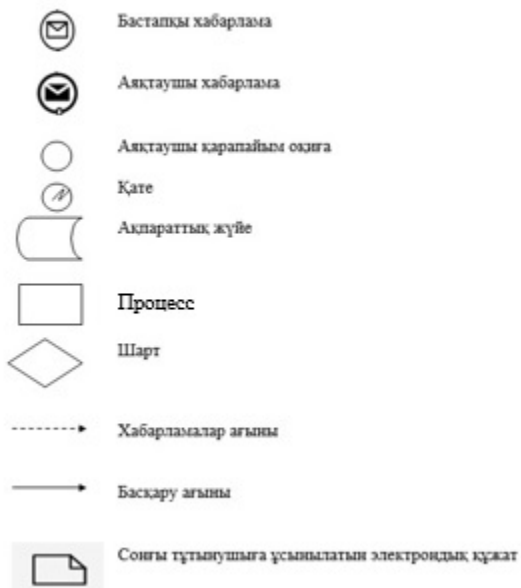 Бастапқы хабарлама
Аяқтаушы хабарлама
Аяқтаушы қарапайым оқиға
Қате
Ақпараттық жүйе
Процесс
Шарт
Хабарламалар ағыны
Басқару ағыны
Соңғы тұтынушыға ұсынылатын электрондық құжат